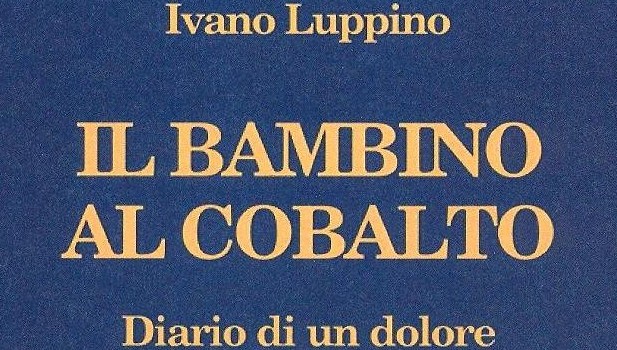 Ivano Luppino
IL BAMBINO
AL COBALTO
Diario di un dolore